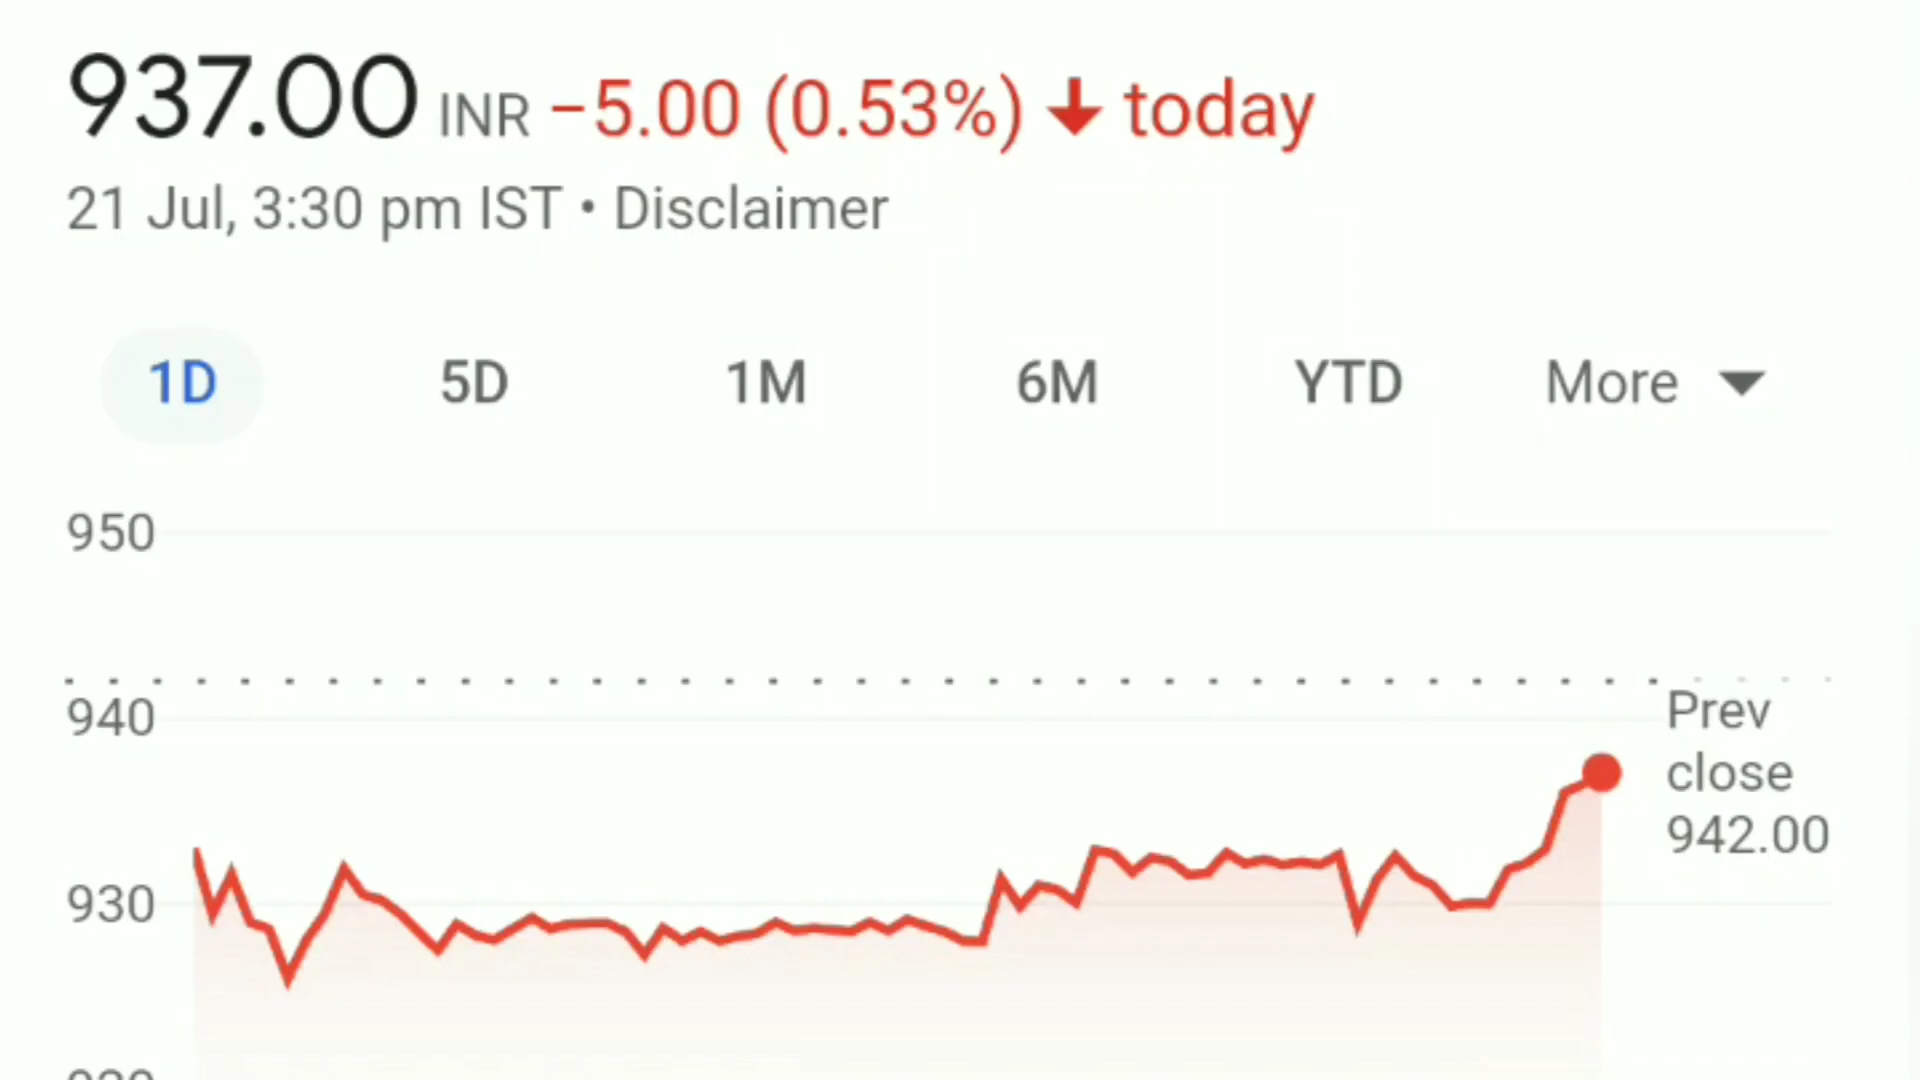 937.00 INR −5.00 (0.53%) ↓ today
21 Jul, 3:30 pm IST • Disclaimer
1D 5D 1M 6M YTD More
950
940
Prev
close
942.00
930